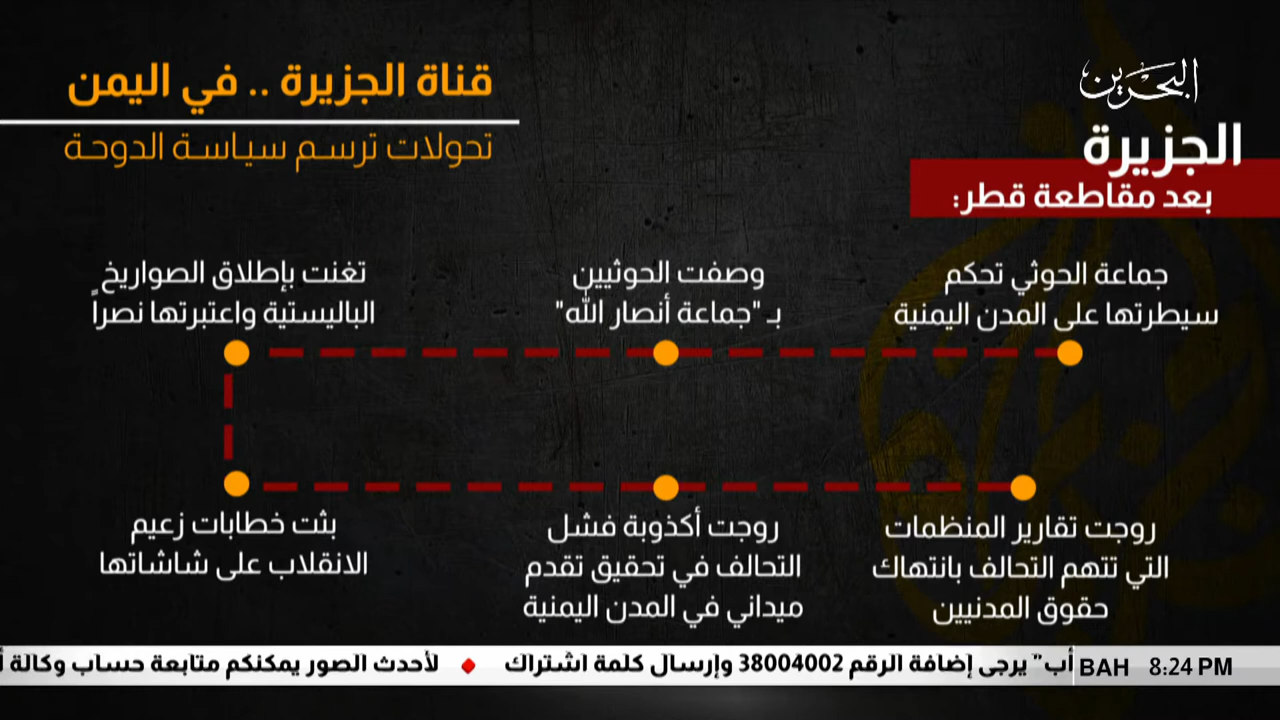 البحرين
الجزيرة
بعد مقاطعة قطر:
قناة الجزيرة .. في اليمن
تحولات ترسم سياسة الدوحة
جماعة الحوثي تحكم
سيطرتها على المدن اليمنية
وصفت الحوثيين
بـ "جماعة أنصار الله"
تغنت بإطلاق الصواريخ
الباليستية واعتبرتها نصراً
بثت خطابات زعيم
الانقلاب على شاشاتها
روجت أكذوبة فشل
التحالف في تحقيق تقدم
ميداني في المدن اليمنية
روجت تقارير المنظمات
التي تتهم التحالف بانتهاك
حقوق المدنيين
BAH 8:24 PM
أب" يرجى إضافة الرقم 38004002 وإرسال كلمة اشتراك ♦ لأحدث الصور يمكنكم متابعة حساب وكالة أ